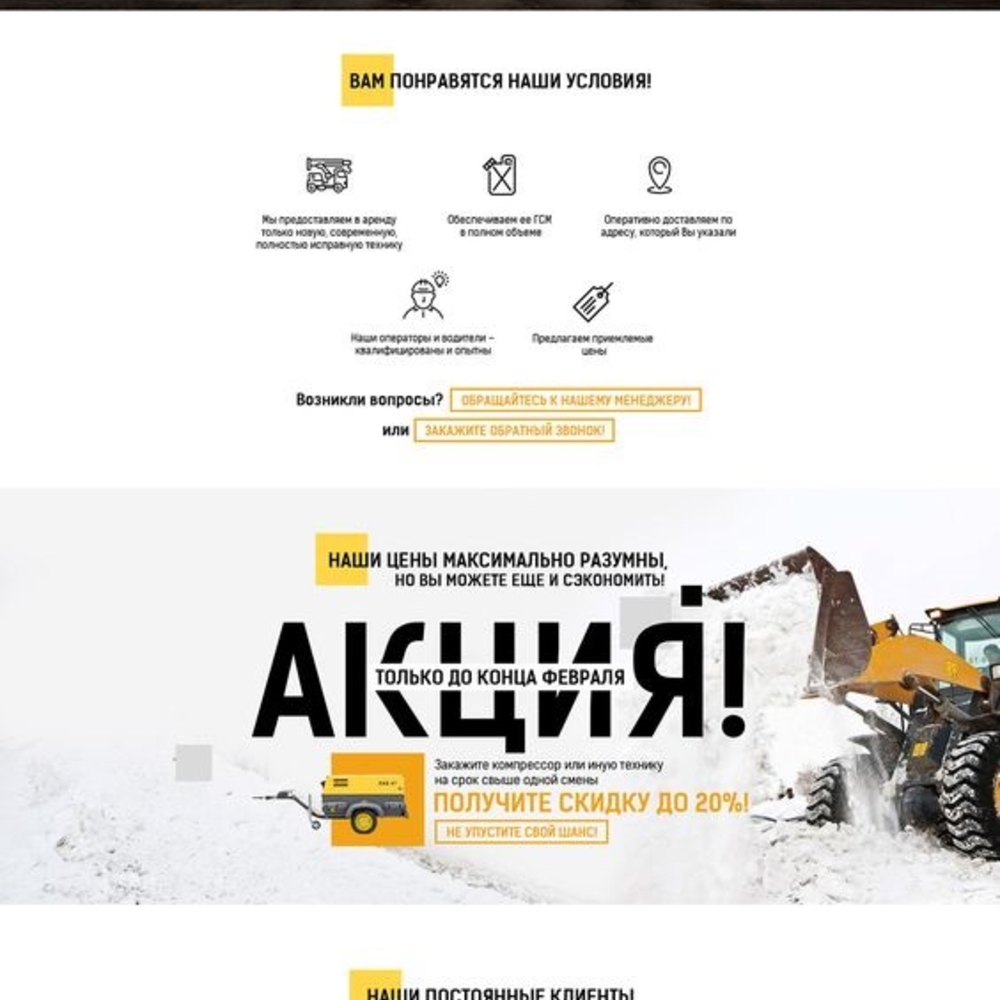 ВАМ ПОНРАВЯТСЯ НАШИ УСЛОВИЯ!
Мы предоставляем в аренду
только новую, современную,
полностью исправную технику
Обеспечиваем ее ГСМ
в полном объеме
Оперативно доставляем по
адресу, который Вы указали
Наши операторы и водители –
квалифицированы и опытны
Предлагаем приемлемые
цены
Возникли вопросы? ОБРАЩАЙТЕСЬ К НАШЕМУ МЕНЕДЖЕРУ!
или ЗАКАЖИТЕ ОБРАТНЫЙ ЗВОНОК!
НАШИ ЦЕНЫ МАКСИМАЛЬНО РАЗУМНЫ,
НО ВЫ МОЖЕТЕ ЕЩЕ И СЭКОНОМИТЬ!
АКЦИЯ!
ТОЛЬКО ДО КОНЦА ФЕВРАЛЯ
Закажите компрессор или иную технику
на срок свыше одной смены
ПОЛУЧИТЕ СКИДКУ ДО 20%!
НЕ УПУСТИТЕ СВОЙ ШАНС!
НАШИ ПОСТОЯННЫЕ КЛИЕНТЫ